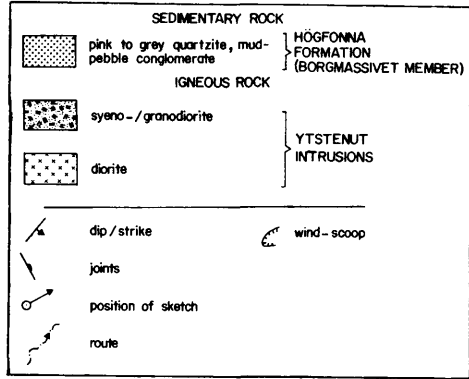 SEDIMENTARY ROCK
pink to grey quartzite, mud-
pebble conglomerate
HÖGFONNA
FORMATION
(BORGMASSIVET MEMBER)
IGNEOUS ROCK
syeno-/granodiorite
diorite
YTSTENUT
INTRUSIONS
dip/strike
wind-scoop
joints
position of sketch
route